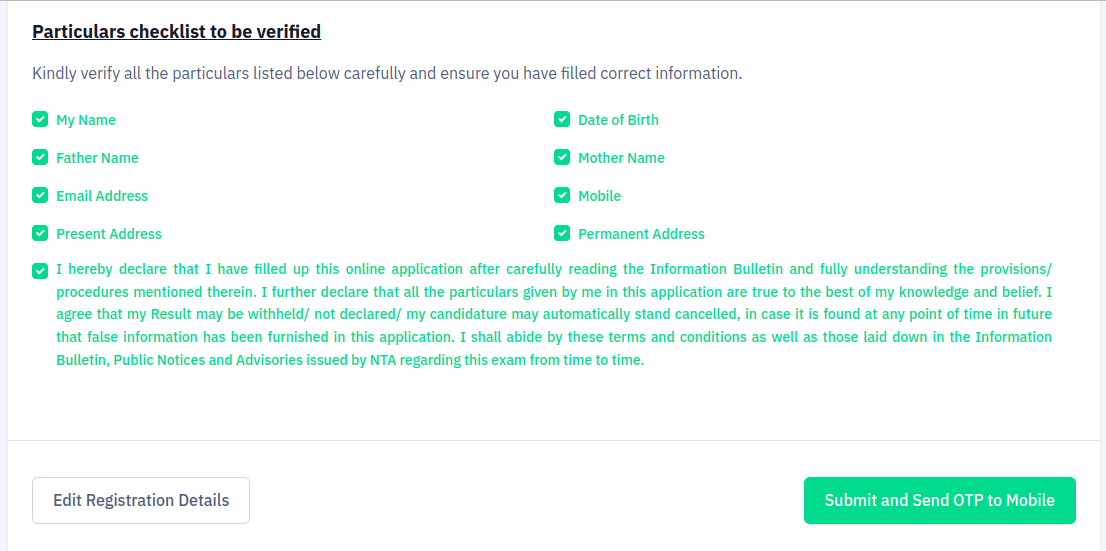 Particulars checklist to be verified
Kindly verify all the particulars listed below carefully and ensure you have filled correct information.
My Name
Date of Birth
Father Name
Mother Name
Email Address
Mobile
Present Address
Permanent Address
I hereby declare that I have filled up this online application after carefully reading the Information Bulletin and fully understanding the provisions/
procedures mentioned therein. I further declare that all the particulars given by me in this application are true to the best of my knowledge and belief. I
agree that my Result may be withheld/ not declared/ my candidature may automatically stand cancelled, in case it is found at any point of time in future
that false information has been furnished in this application. I shall abide by these terms and conditions as well as those laid down in the Information
Bulletin, Public Notices and Advisories issued by NTA regarding this exam from time to time.
Edit Registration Details
Submit and Send OTP to Mobile